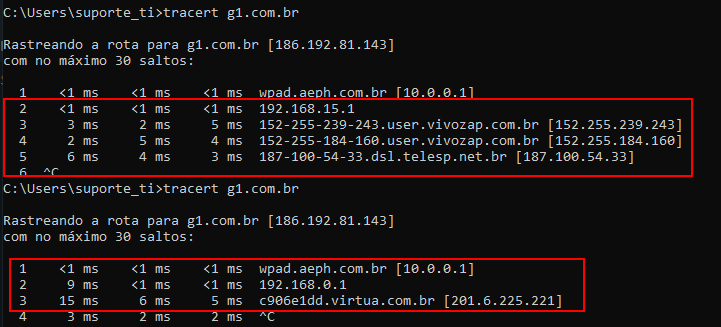 C:\Users\suporte_ti>tracert g1.com.br
Rastreando a rota para g1.com.br [186.192.81.143]
com no máximo 30 saltos:
1 <1 ms <1 ms <1 ms wpad.aeph.com.br [10.0.0.1]
2 <1 ms <1 ms <1 ms 192.168.15.1
3 3 ms 2 ms 5 ms 152-255-239-243.user.vivozap.com.br [152.255.239.243]
4 2 ms 5 ms 4 ms 152-255-184-160.user.vivozap.com.br [152.255.184.160]
5 6 ms 4 ms 3 ms 187-100-54-33.dsl.telesp.net.br [187.100.54.33]
6 ^C
C:\Users\suporte_ti>tracert g1.com.br
Rastreando a rota para g1.com.br [186.192.81.143]
com no máximo 30 saltos:
1 <1 ms <1 ms <1 ms wpad.aeph.com.br [10.0.0.1]
2 9 ms <1 ms <1 ms 192.168.0.1
3 15 ms 6 ms 5 ms c906e1dd.virtua.com.br [201.6.225.221]
4 3 ms 2 ms 2 ms ^C